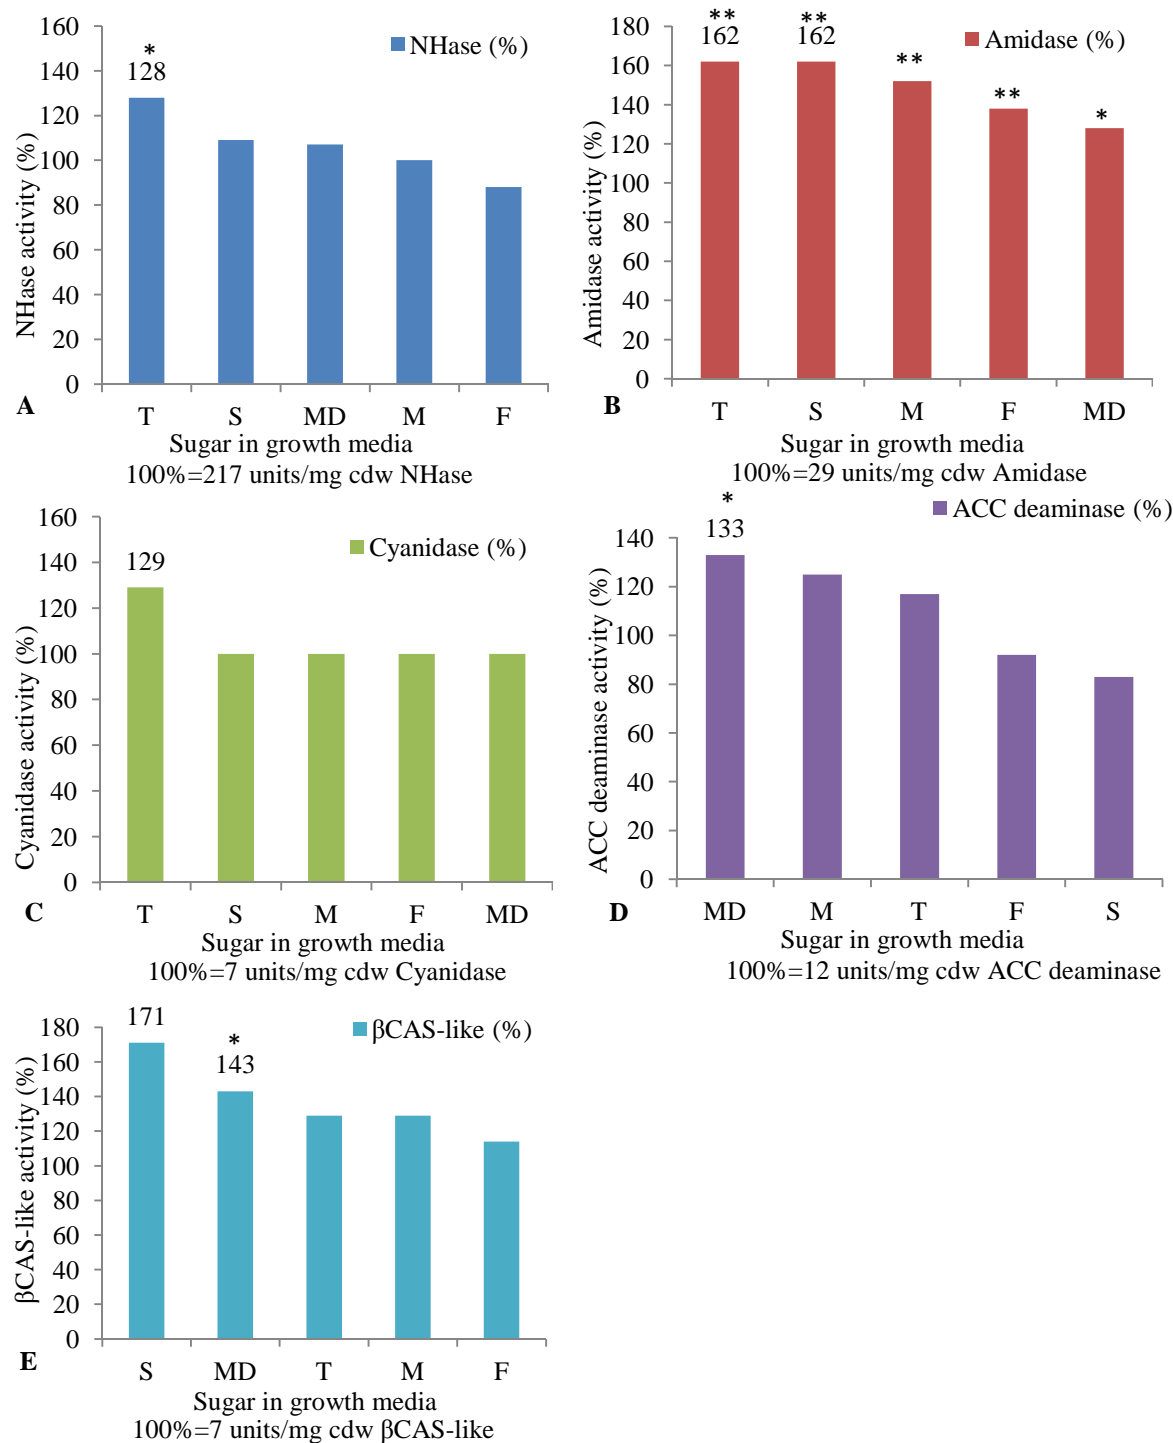 NHase activity (%)
160
140
120
100
80
60
40
20
0
*
128
NHase (%)
T S MD M F
A
Sugar in growth media
100%=217 units/mg cdw NHase
Amidase activity (%)
180
160
140
120
100
80
60
40
20
0
** ** ** ** *
162 162
Amidase (%)
T S M F MD
B
Sugar in growth media
100%=29 units/mg cdw Amidase
Cyanidase activity (%)
160
140
120
100
80
60
40
20
0
129
Cyanidase (%)
T S M F MD
C
Sugar in growth media
100%=7 units/mg cdw Cyanidase
ACC deaminase activity (%)
140
120
100
80
60
40
20
0
*
133
ACC deaminase (%)
MD M T F S
D
Sugar in growth media
100%=12 units/mg cdw ACC deaminase
βCAS-like activity (%)
180
160
140
120
100
80
60
40
20
0
171
*
143
βCAS-like (%)
S MD T M F
E
Sugar in growth media
100%=7 units/mg cdw βCAS-like